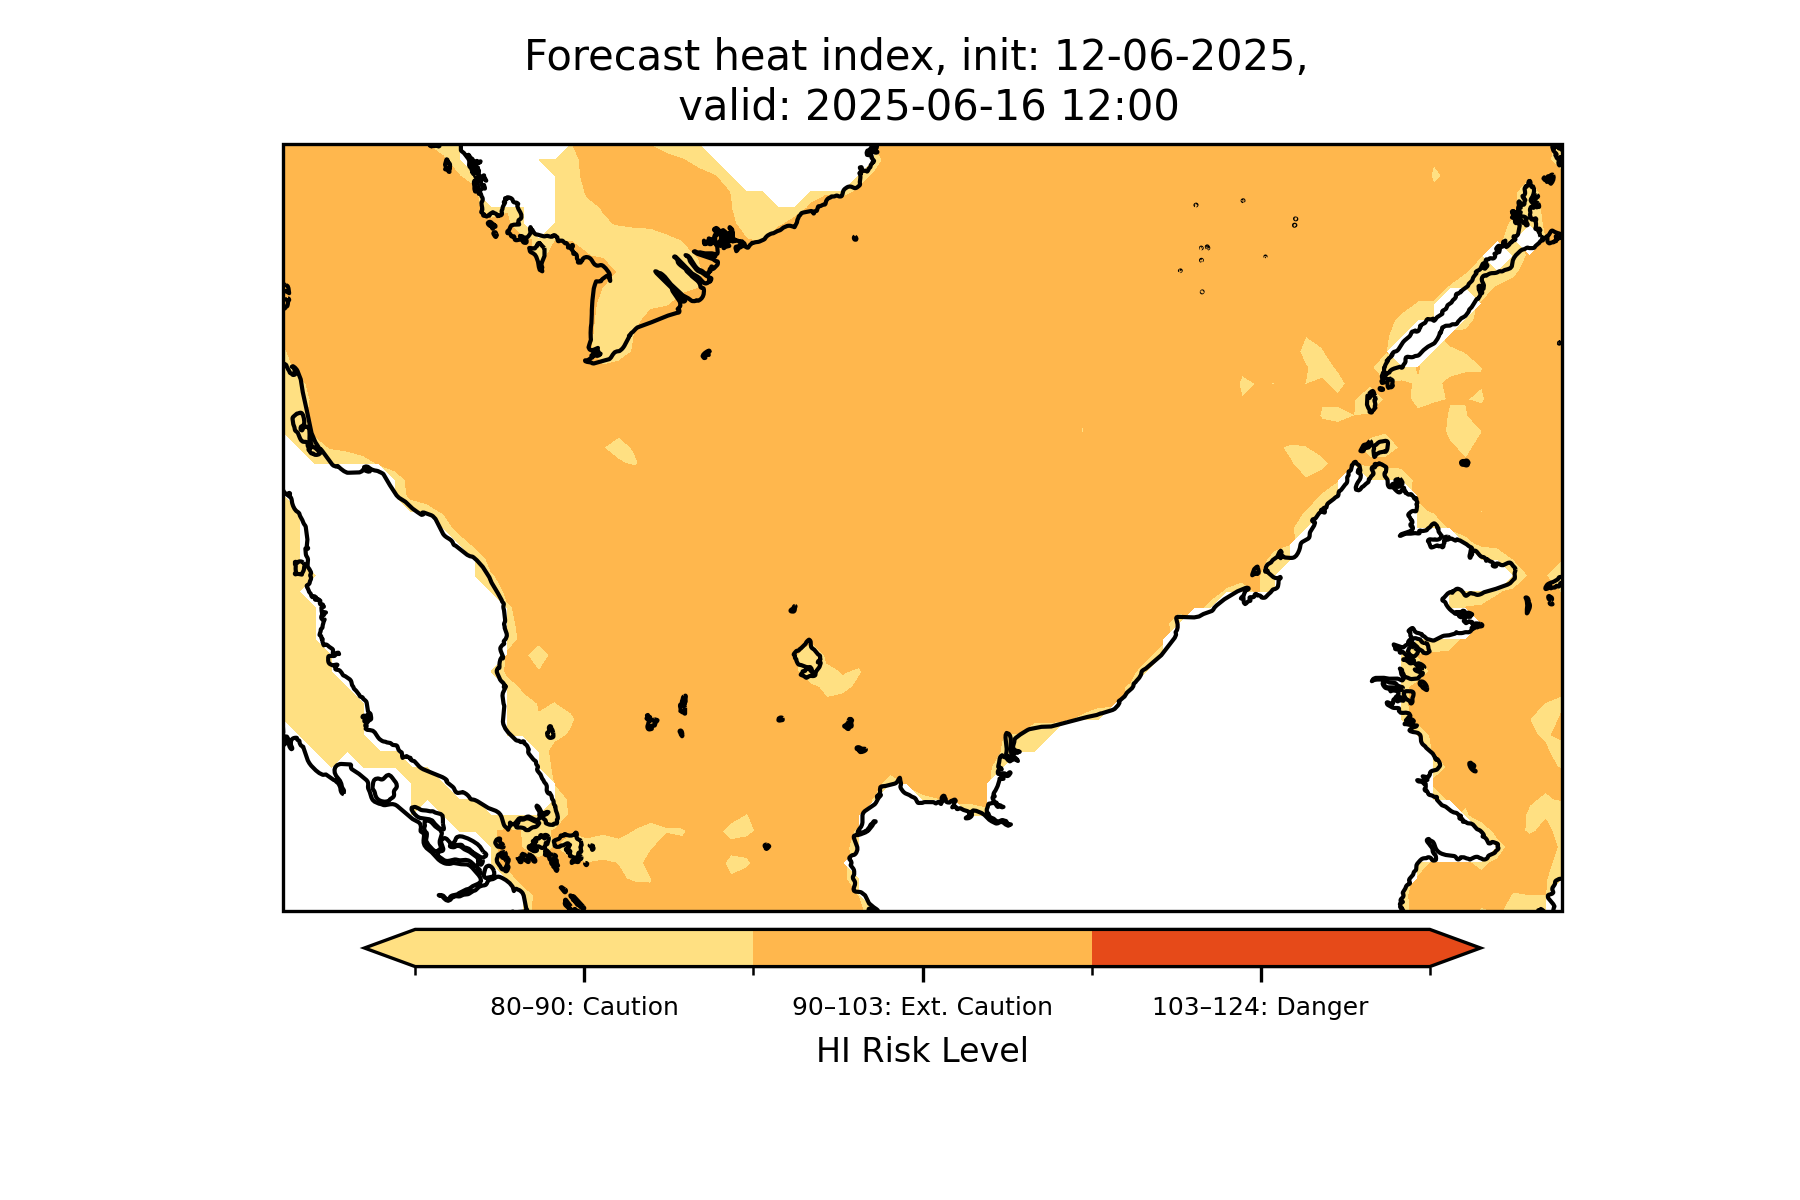 Forecast heat index, init: 12-06-2025,
valid: 2025-06-16 12:00
80–90: Caution
90–103: Ext. Caution
103–124: Danger
HI Risk Level